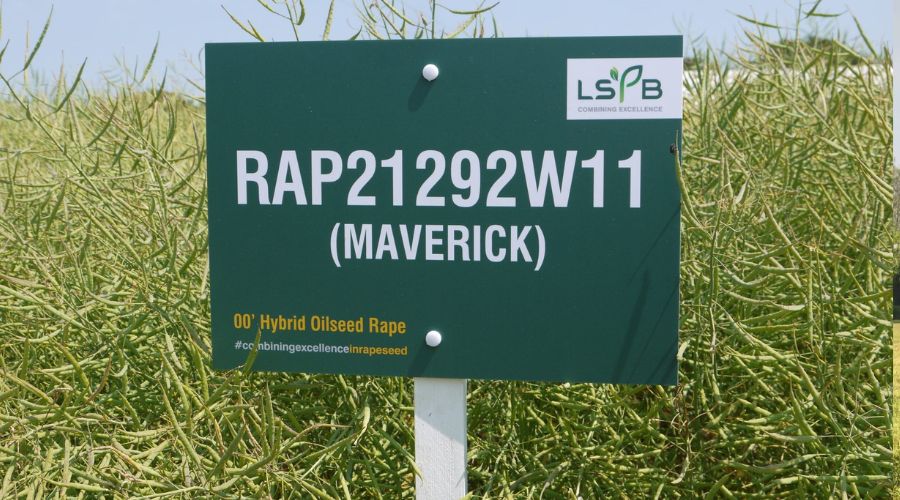 LSPB
COMBINING EXCELLENCE
RAP21292W11
(MAVERICK)
00' Hybrid Oilseed Rape
#combiningexcellenceinrapeseed